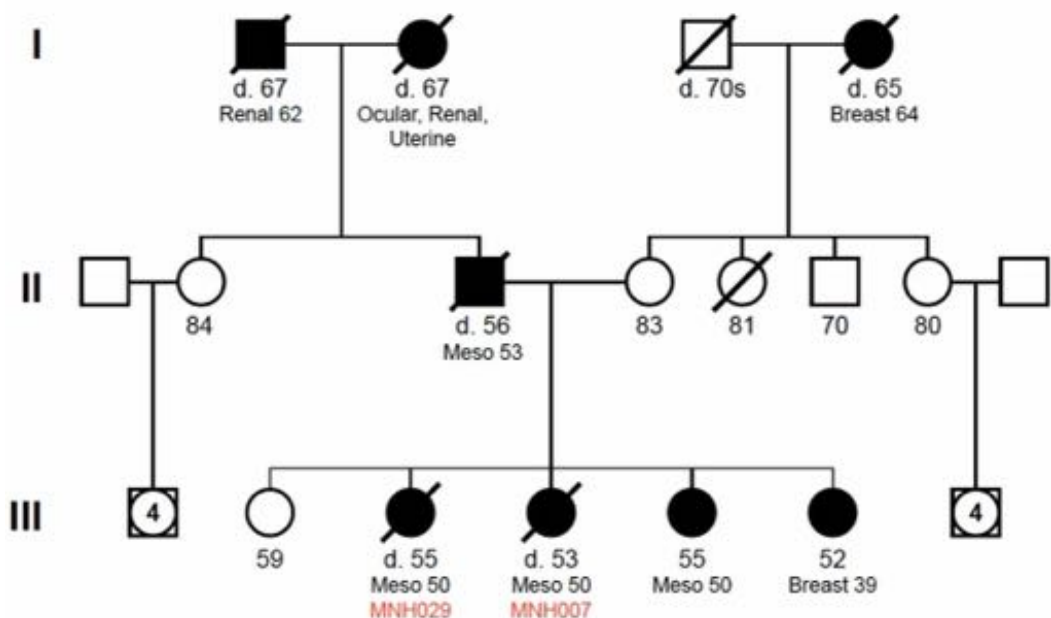 I
d. 67
Renal 62
d. 67
Ocular, Renal,
Uterine
d. 70s
d. 65
Breast 64
II
84
d. 56
Meso 53
83
81
70
80
III
4
59
d. 55
Meso 50
MNH029
d. 53
Meso 50
MNH007
55
Meso 50
52
Breast 39
4